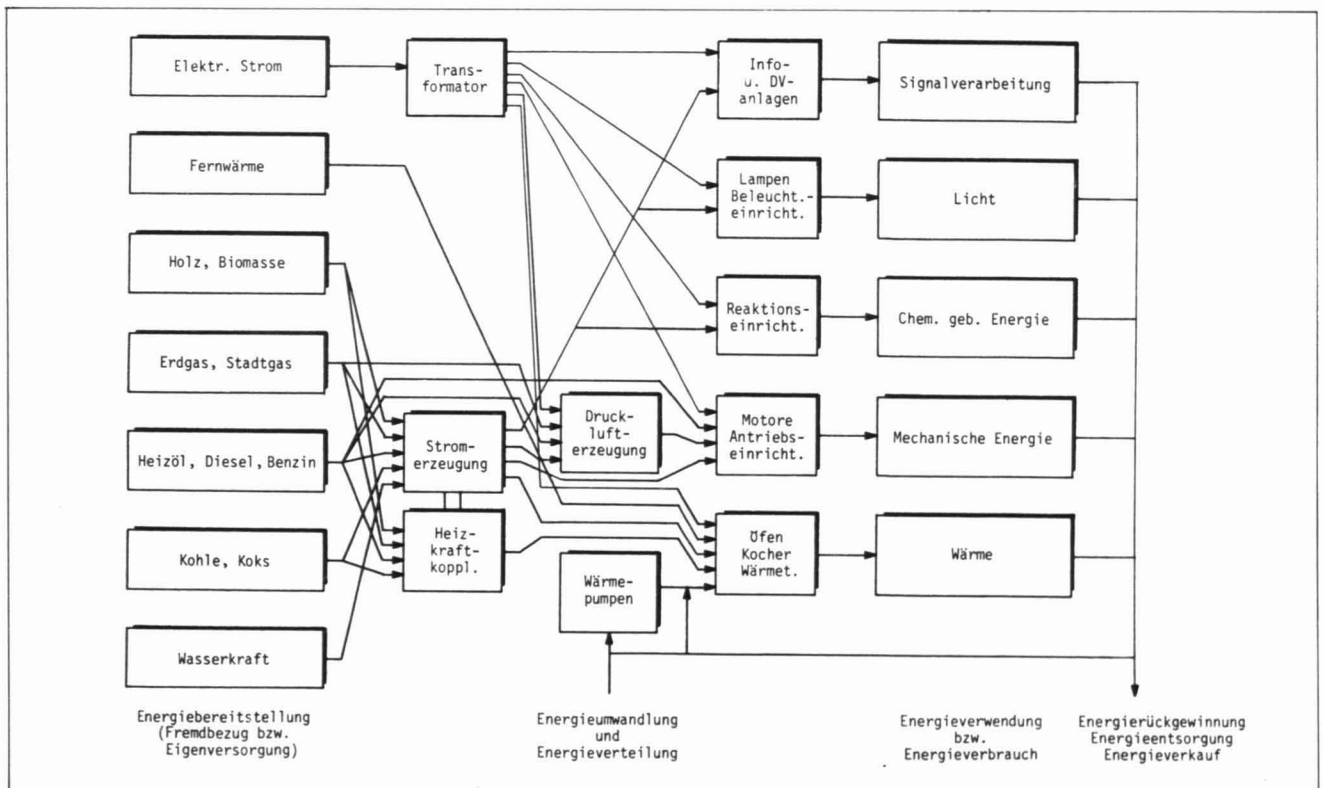 Elektr. Strom
Fernwärme
Holz, Biomasse
Erdgas, Stadtgas
Heizöl, Diesel, Benzin
Kohle, Koks
Wasserkraft
Energiebereitstellung
(Fremdbezug bzw.
Eigenversorgung)
Trans-
formator
Strom-
erzeugung
Heiz-
kraft-
koppl.
Druck-
luft-
erzeugung
Wärme-
pumpen
Energieumwandlung
und
Energieverteilung
Info-
u. DV-
anlagen
Lampen
Beleucht.-
einricht.
Reaktions-
einricht.
Motore
Antriebs-
einricht.
Öfen
Kocher
Wärmet.
Signalverarbeitung
Licht
Chem. geb. Energie
Mechanische Energie
Wärme
Energieverwendung
bzw.
Energieverbrauch
Energierückgewinnung
Energieentsorgung
Energieverkauf